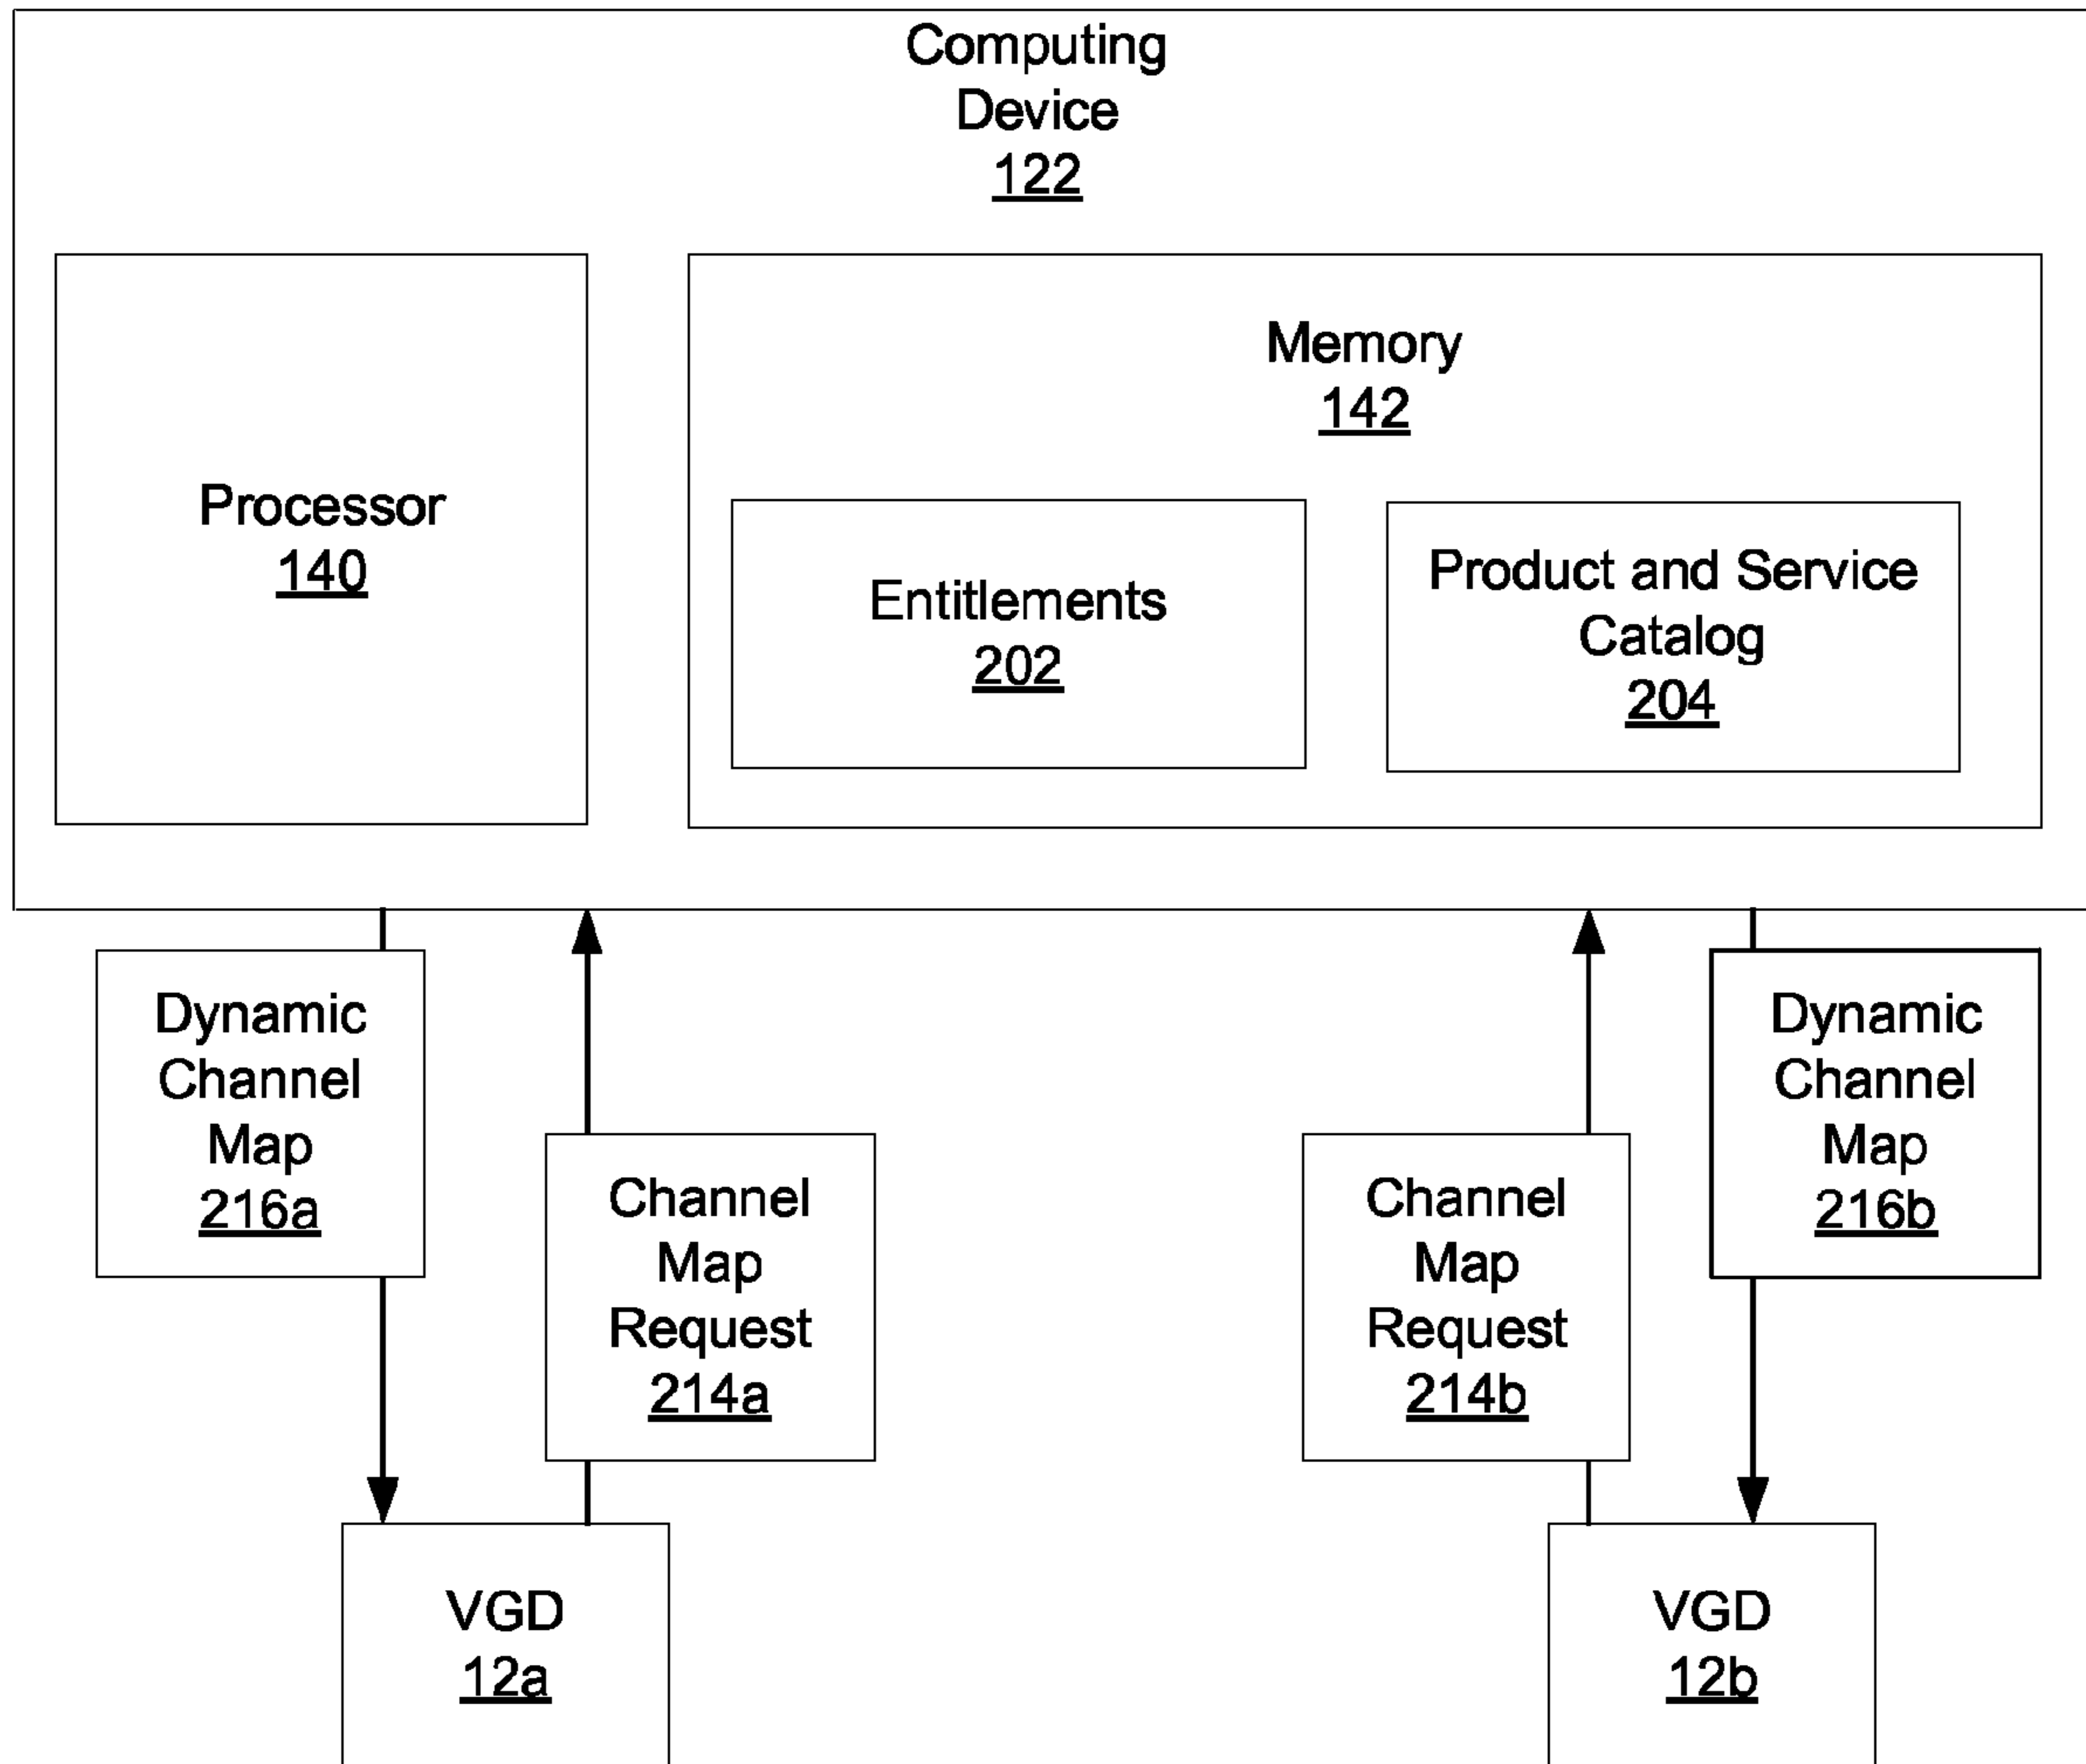 Computing
Device
122
Processor
140
Memory
142
Entitlements
202
Product and Service
Catalog
204
Dynamic
Channel
Map
216a
Channel
Map
Request
214a
Channel
Map
Request
214b
Dynamic
Channel
Map
216b
VGD
12a
VGD
12b